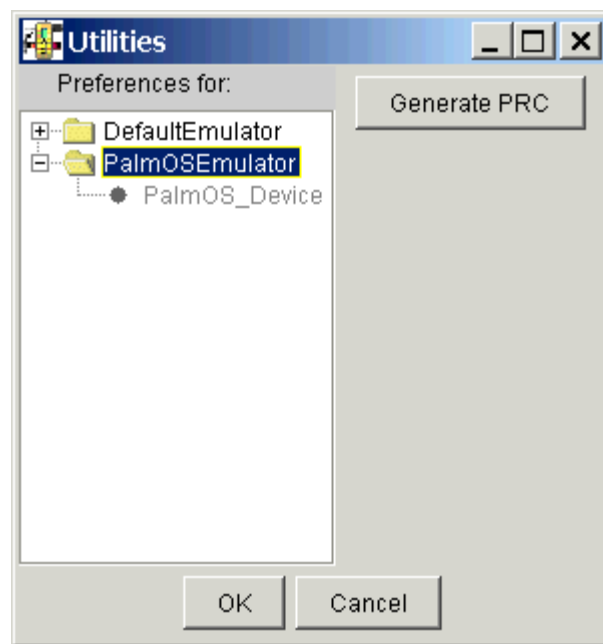 Utilities
Preferences for:
Generate PRC
DefaultEmulator
PalmOSEmulator
PalmOS_Device
OK
Cancel